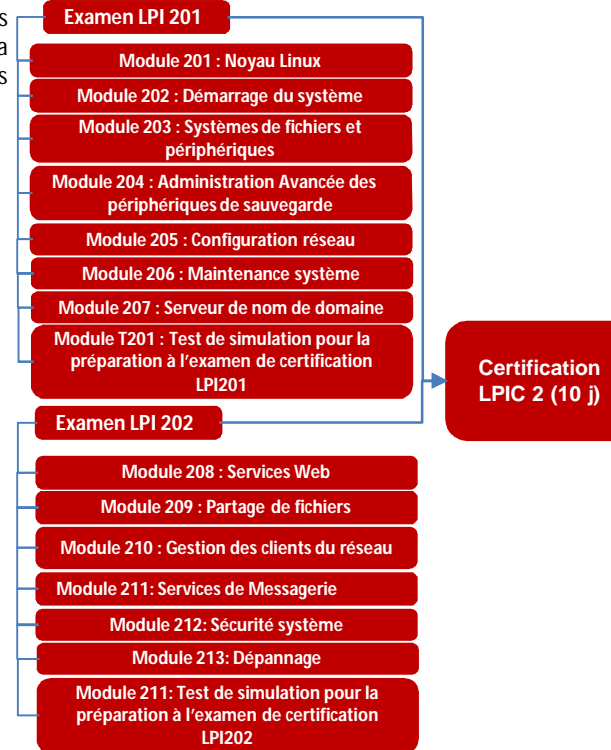 s
a
s
Examen LPI 201
Module 201 : Noyau Linux
Module 202 : Démarrage du système
Module 203 : Systèmes de fichiers et
périphériques
Module 204 : Administration Avancée des
périphériques de sauvegarde
Module 205 : Configuration réseau
Module 206 : Maintenance système
Module 207 : Serveur de nom de domaine
Module T201 : Test de simulation pour la
préparation à l'examen de certification
LPI201
Certification
LPIC 2 (10 j)
Examen LPI 202
Module 208 : Services Web
Module 209 : Partage de fichiers
Module 210 : Gestion des clients du réseau
Module 211: Services de Messagerie
Module 212: Sécurité système
Module 213: Dépannage
Module 211: Test de simulation pour la
préparation à l'examen de certification
LPI202